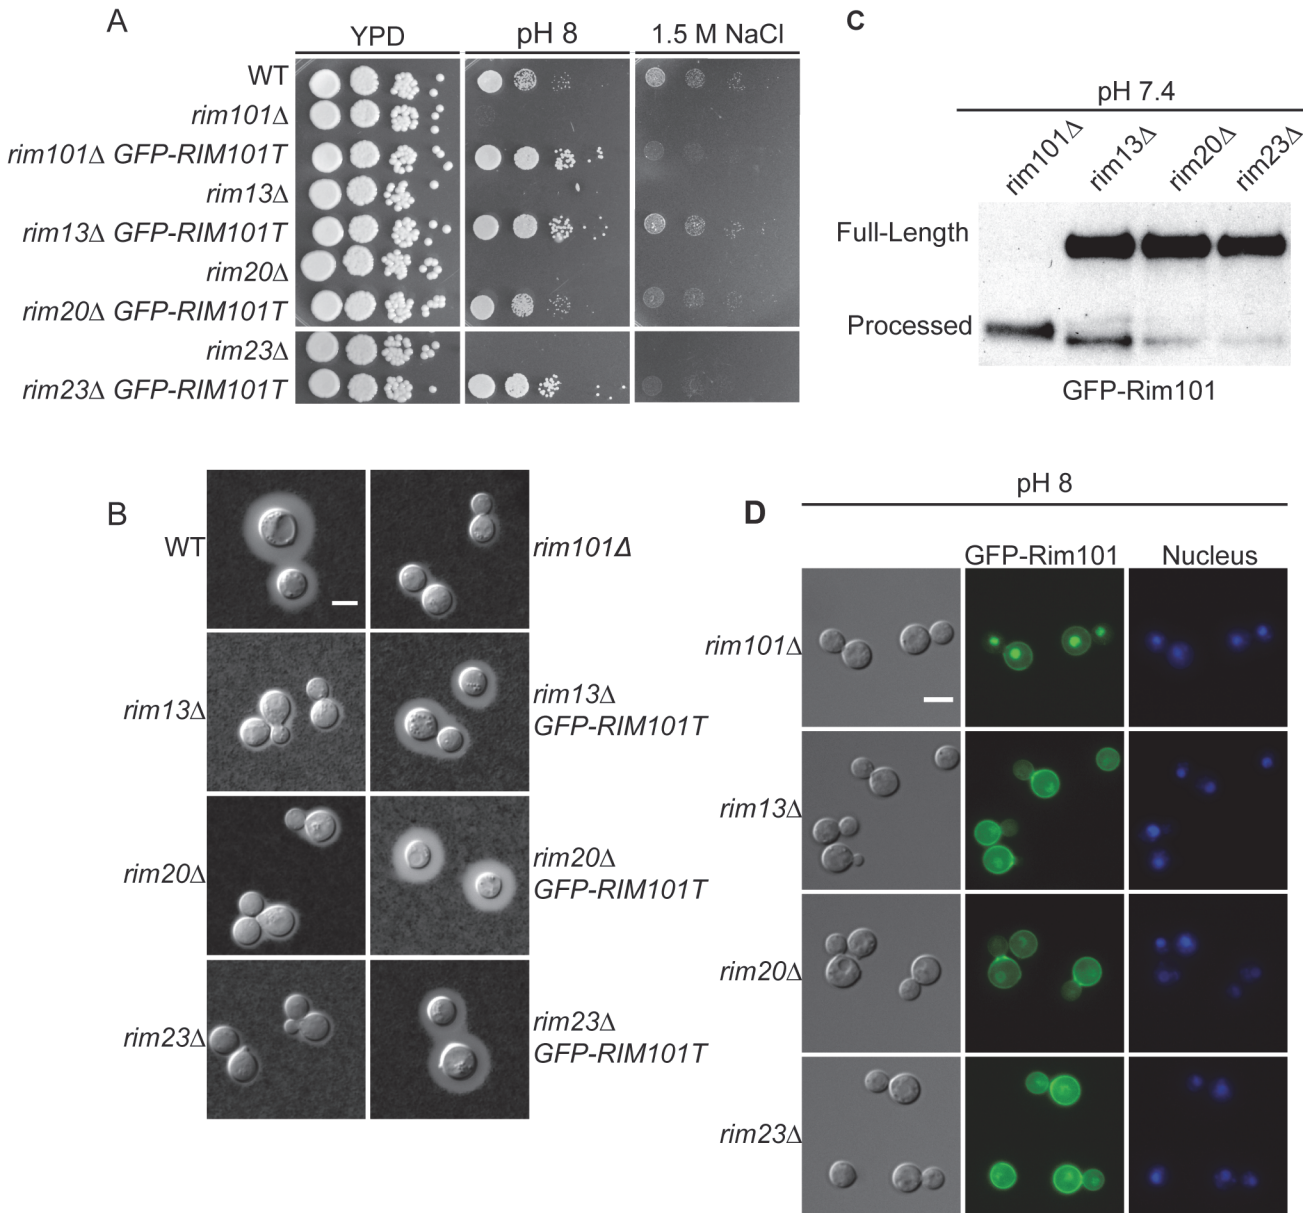 A
YPD
pH 8
1.5 M NaCl
WT
rim101Δ
rim101Δ GFP-RIM101T
rim13Δ
rim13Δ GFP-RIM101T
rim20Δ
rim20Δ GFP-RIM101T
rim23Δ
rim23Δ GFP-RIM101T
C
pH 7.4
rim101Δ
rim13Δ
rim20Δ
rim23Δ
Full-Length
Processed
GFP-Rim101
B
WT
rim101Δ
rim13Δ
rim13Δ
GFP-RIM101T
rim20Δ
rim20Δ
GFP-RIM101T
rim23Δ
rim23Δ
GFP-RIM101T
D
pH 8
GFP-Rim101
Nucleus
rim101Δ
rim13Δ
rim20Δ
rim23Δ